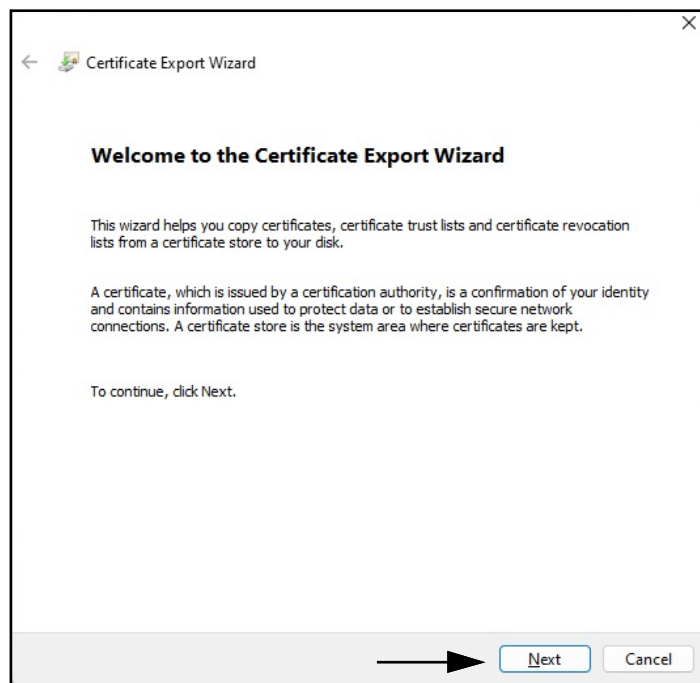 Certificate Export Wizard
Welcome to the Certificate Export Wizard
This wizard helps you copy certificates, certificate trust lists and certificate revocation
lists from a certificate store to your disk.
A certificate, which is issued by a certification authority, is a confirmation of your identity
and contains information used to protect data or to establish secure network
connections. A certificate store is the system area where certificates are kept.
To continue, click Next.
Next Cancel